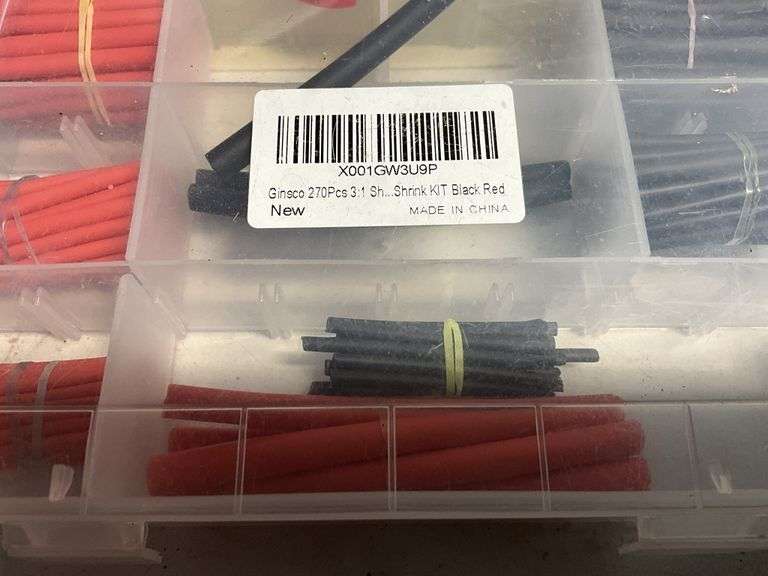 X001GW3U9P
Ginsco 270Pcs 3:1 Sh...Shrink KIT Black Red
New
MADE IN CHINA